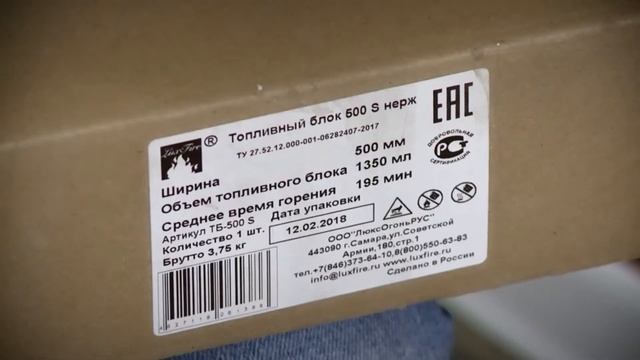 LuxFire ®
Топливный блок 500 S нерж
ТУ 27.52.12.000-001-06282407-2017
Ширина 500 мм
Объем топливного блока 1350 мл
Среднее время горения 195 мин
Артикул ТБ-500 S
Дата упаковки
Количество 1 шт.
12.02.2018
Брутто 3,75 кг
ООО"ЛюксОгоньРУС"
443090 г.Самара,ул.Советской
Армии,180,стр.1
тел.+7(846)373-64-10,8(800)550-63-83
info@luxfire.ru www.luxfire.ru
Сделано в России
EAC
ДОБРОВОЛЬНАЯ
СЕРТИФИКАЦИЯ